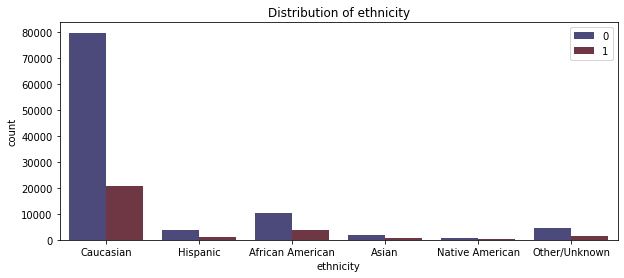 Distribution of ethnicity
0
1
count
80000
70000
60000
50000
40000
30000
20000
10000
0
Caucasian Hispanic African American Asian Native American Other/Unknown
ethnicity